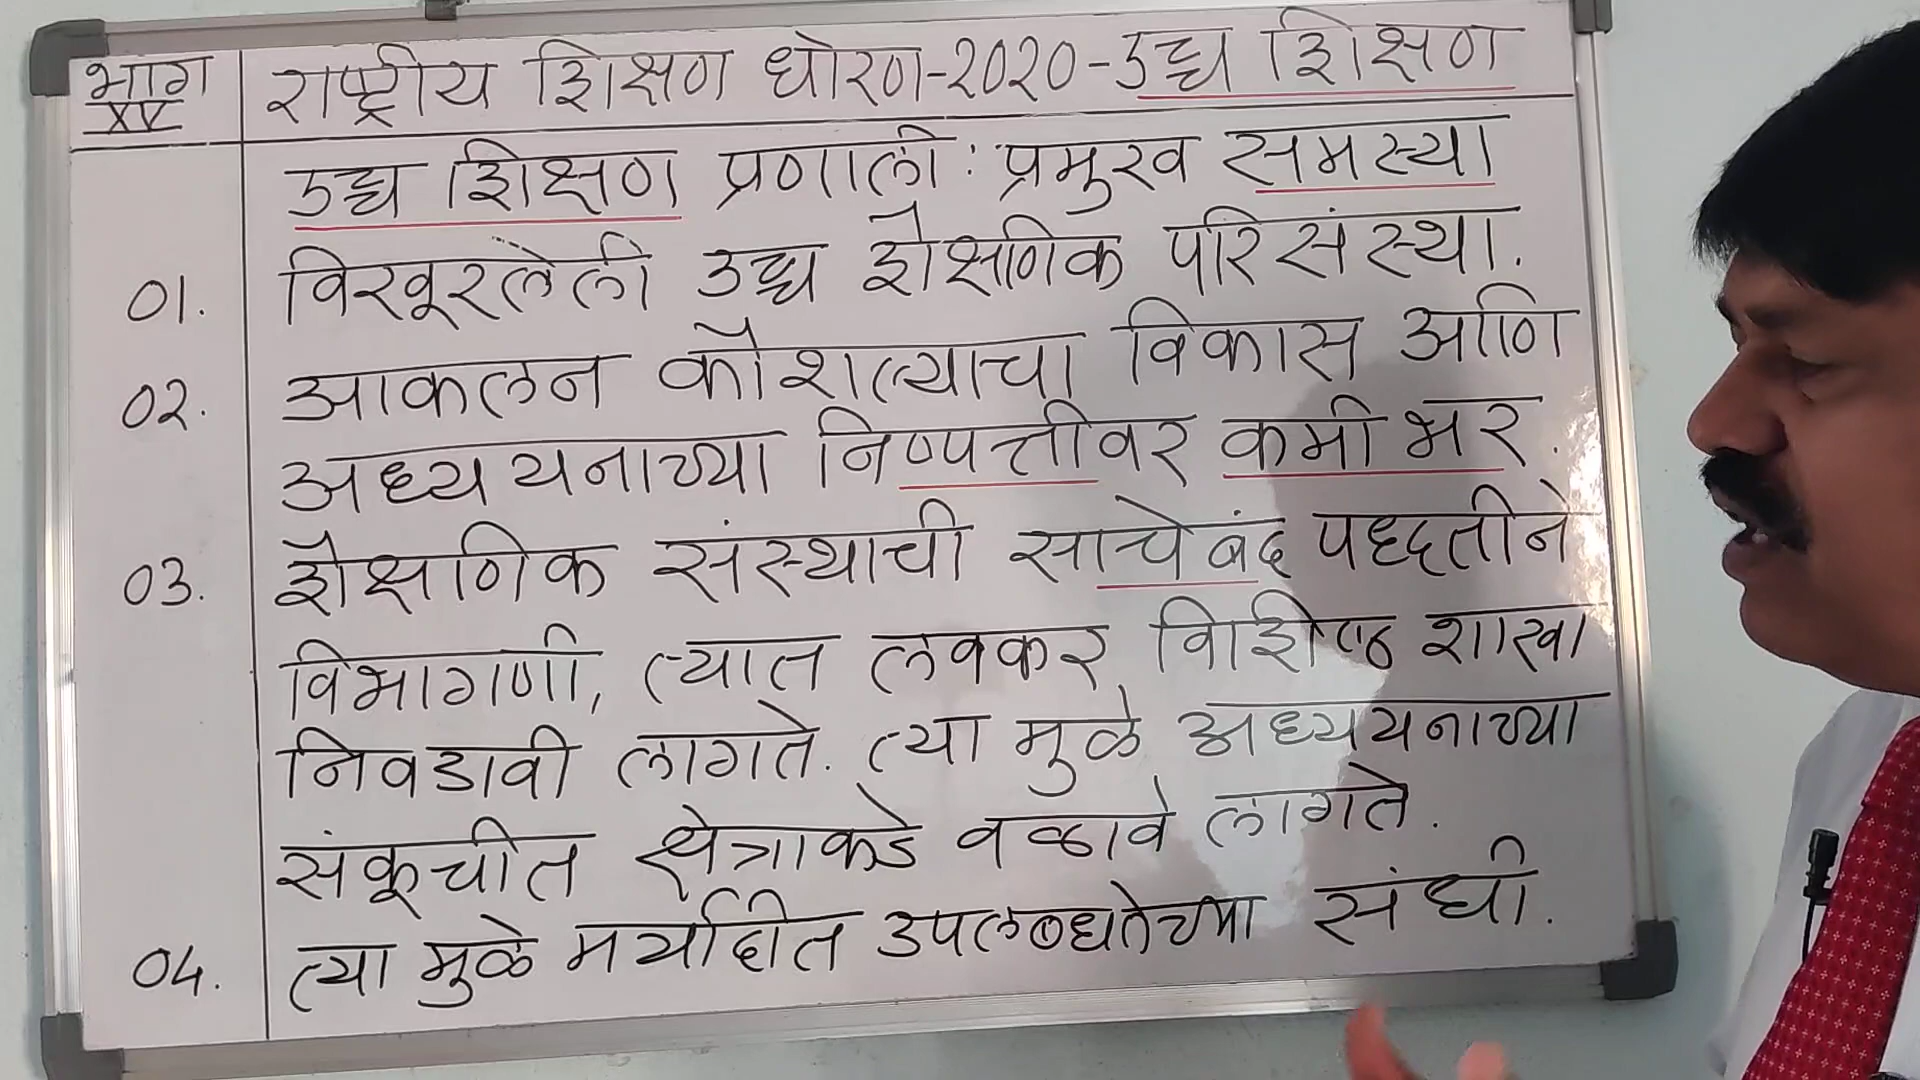 भाग राष्ट्रीय शिक्षण धोरण-२०२०-उच्च शिक्षण
XV
उच्च शिक्षण प्रणाली: प्रमुख समस्या
01. विखूरलेली उच्च शैक्षणिक परिसंस्था.
02. आकलन कौशल्याचा विकास आणि
अध्ययनाच्या निष्पत्तीवर कमी भर.
03. शैक्षणिक संस्थाची साचेबंद पध्दतीने
विभागणी, त्यात लवकर विशिष्ठ शाखा
निवडावी लागते. त्या मुळे अध्ययनाच्या
संकूचीत क्षेत्राकडे वळावे लागते.
04. त्या मुळे मर्यादीत उपलब्धतेच्या संधी.